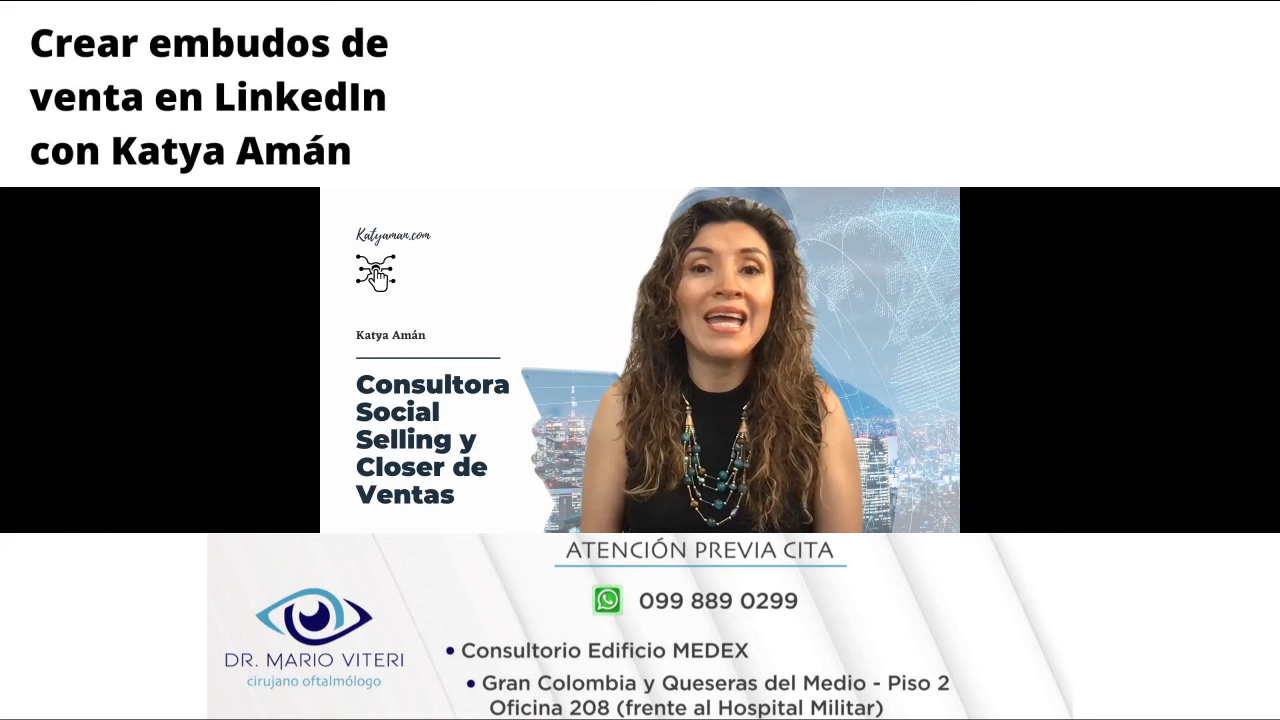 Crear embudos de
venta en LinkedIn
con Katya Amán
Katyaman.com
Katya Amán
Consultora
Social
Selling y
Closer de
Ventas
ATENCIÓN PREVIA CITA
099 889 0299
DR. MARIO VITERI
cirujano oftalmólogo
• Consultorio Edificio MEDEX
• Gran Colombia y Queseras del Medio - Piso 2
Oficina 208 (frente al Hospital Militar)